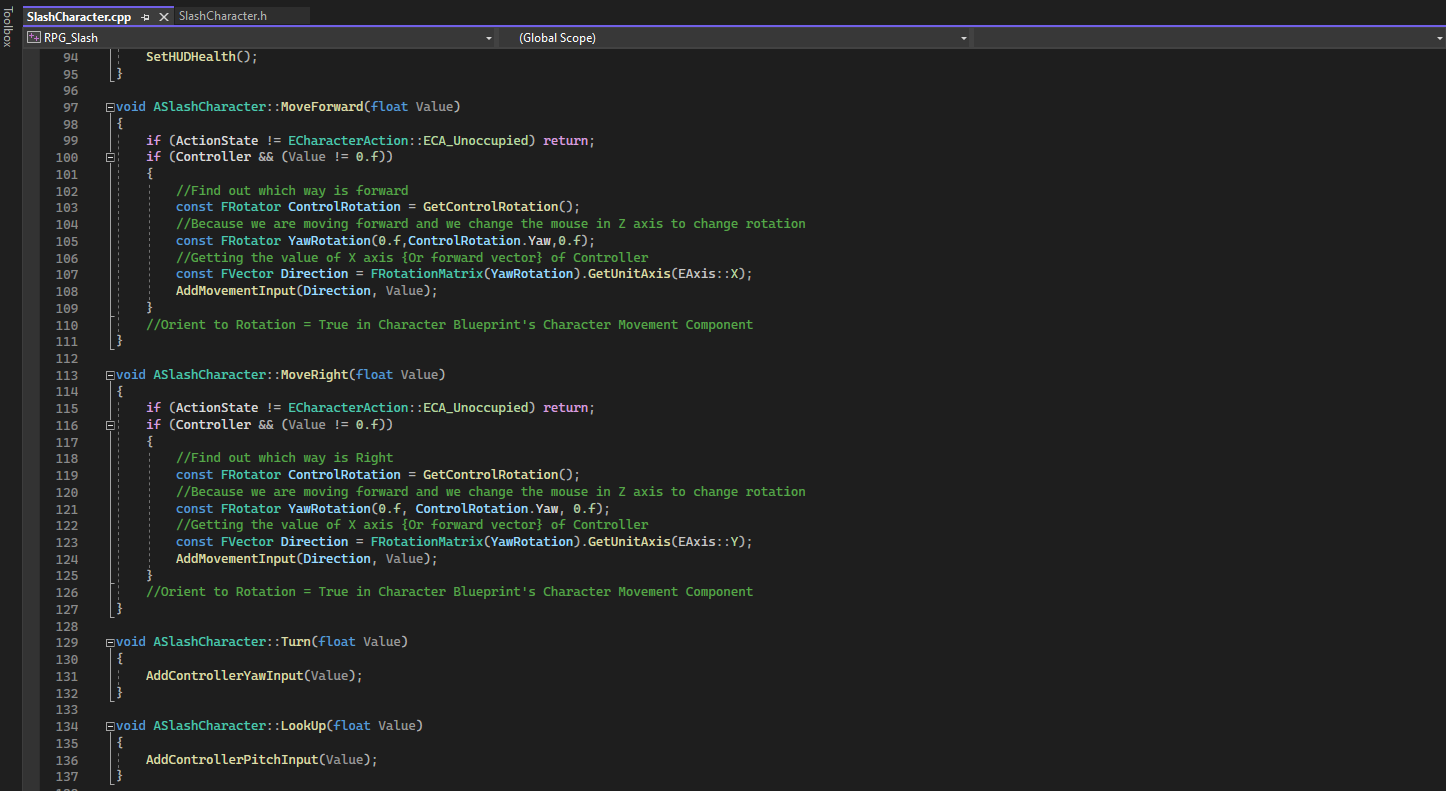 Toolbox
SlashCharacter.cpp
SlashCharacter.h
RPG_Slash
(Global Scope)
94 SetHUDHealth();
95 }
96
97 void ASlashCharacter::MoveForward(float Value)
98 {
99 if (ActionState != ECharacterAction::ECA_Unoccupied) return;
100 if (Controller && (Value != 0.f))
101 {
102 //Find out which way is forward
103 const FRotator ControlRotation = GetControlRotation();
104 //Because we are moving forward and we change the mouse in Z axis to change rotation
105 const FRotator YawRotation(0.f,ControlRotation.Yaw,0.f);
106 //Getting the value of X axis {Or forward vector} of Controller
107 const FVector Direction = FRotationMatrix(YawRotation).GetUnitAxis(EAxis::X);
108 AddMovementInput(Direction, Value);
109 }
110 //Orient to Rotation = True in Character Blueprint's Character Movement Component
111 }
112
113 void ASlashCharacter::MoveRight(float Value)
114 {
115 if (ActionState != ECharacterAction::ECA_Unoccupied) return;
116 if (Controller && (Value != 0.f))
117 {
118 //Find out which way is Right
119 const FRotator ControlRotation = GetControlRotation();
120 //Because we are moving forward and we change the mouse in Z axis to change rotation
121 const FRotator YawRotation(0.f, ControlRotation.Yaw, 0.f);
122 //Getting the value of X axis {Or forward vector} of Controller
123 const FVector Direction = FRotationMatrix(YawRotation).GetUnitAxis(EAxis::Y);
124 AddMovementInput(Direction, Value);
125 }
126 //Orient to Rotation = True in Character Blueprint's Character Movement Component
127 }
128
129 void ASlashCharacter::Turn(float Value)
130 {
131 AddControllerYawInput(Value);
132 }
133
134 void ASlashCharacter::LookUp(float Value)
135 {
136 AddControllerPitchInput(Value);
137 }